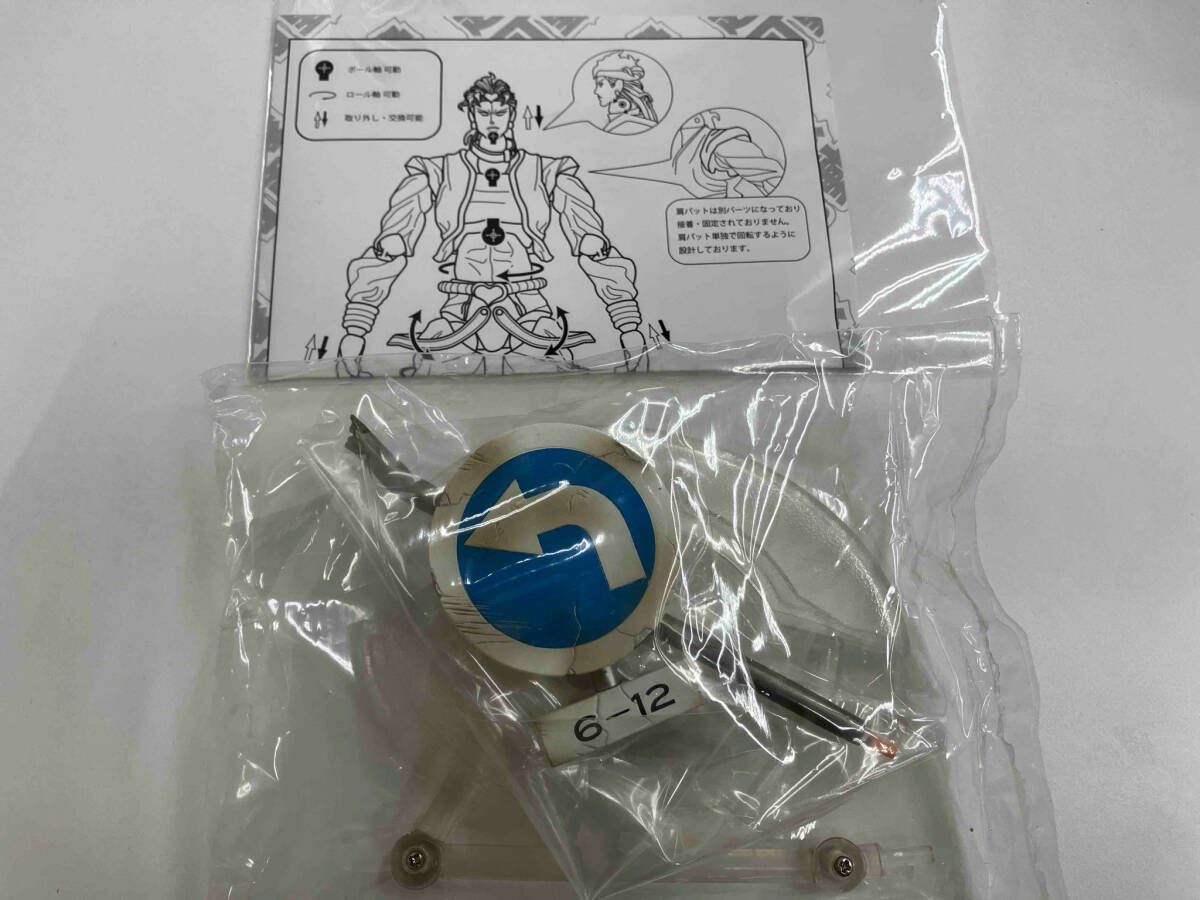 ボール軸 可動
ロール軸 可動
取り外し・交換可能
肩パットは別パーツになっており
接着・固定されておりません。
肩パット単独で回転するように
設計しております。
6-12